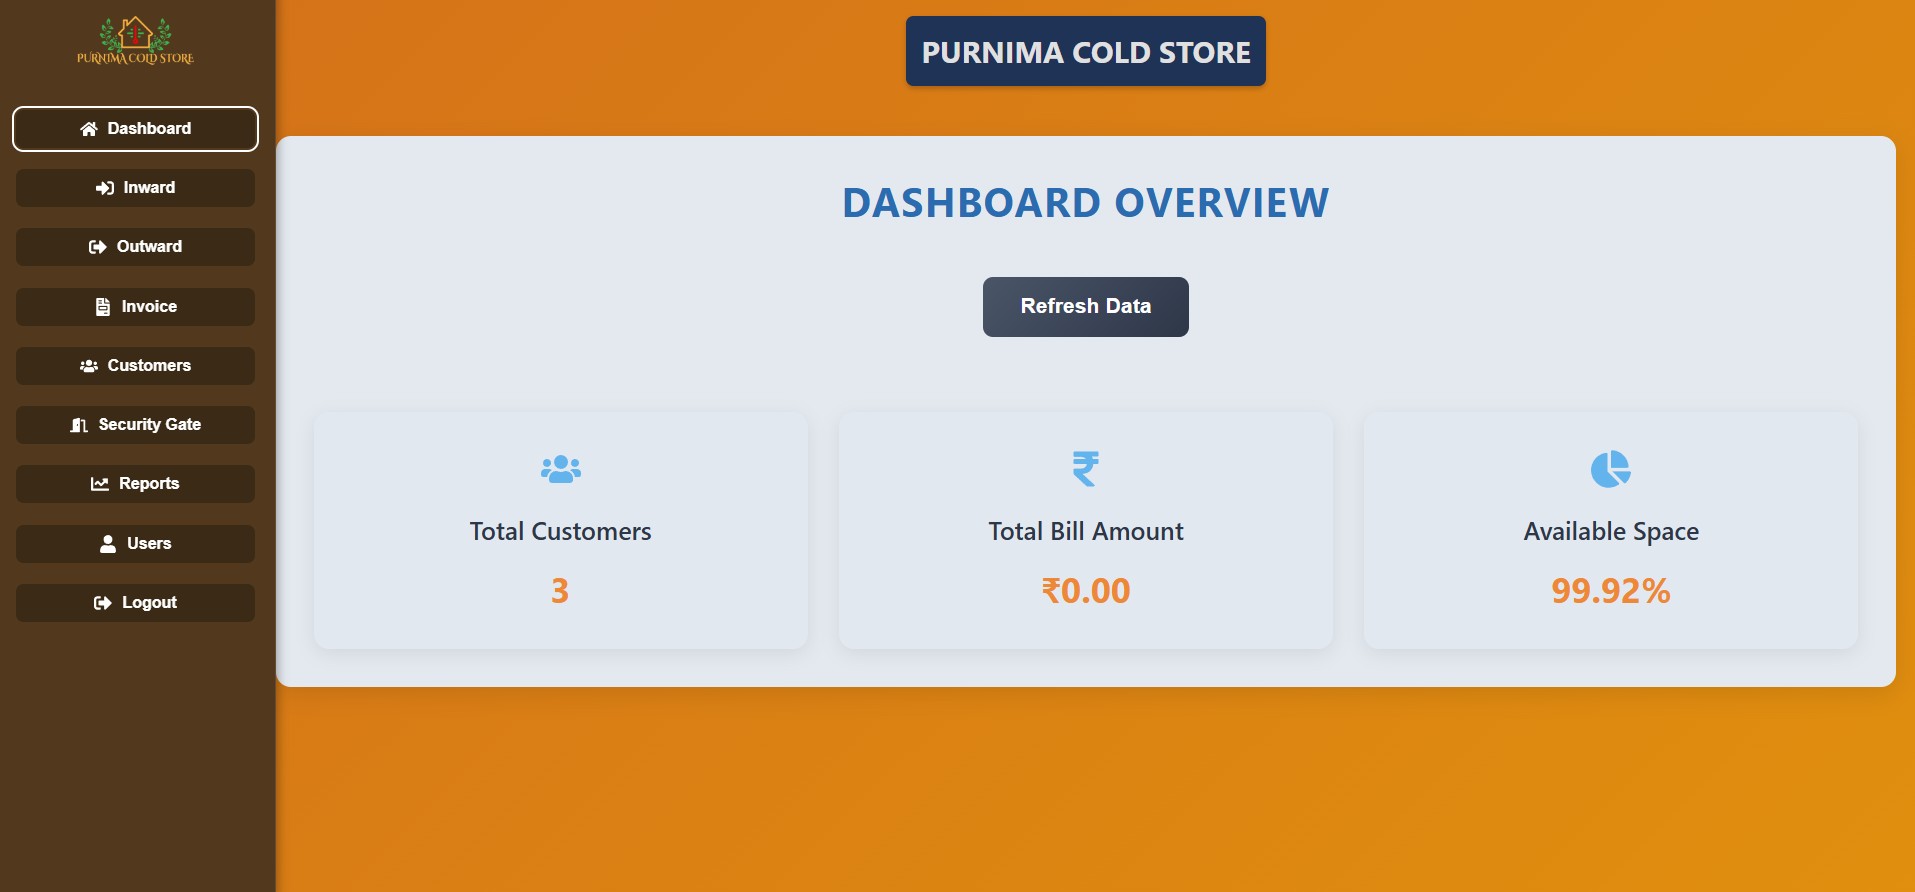 PURNIMA COLD STORE
Dashboard
Inward
Outward
Invoice
Customers
Security Gate
Reports
Users
Logout
PURNIMA COLD STORE
DASHBOARD OVERVIEW
Refresh Data
Total Customers
3
Total Bill Amount
₹0.00
Available Space
99.92%